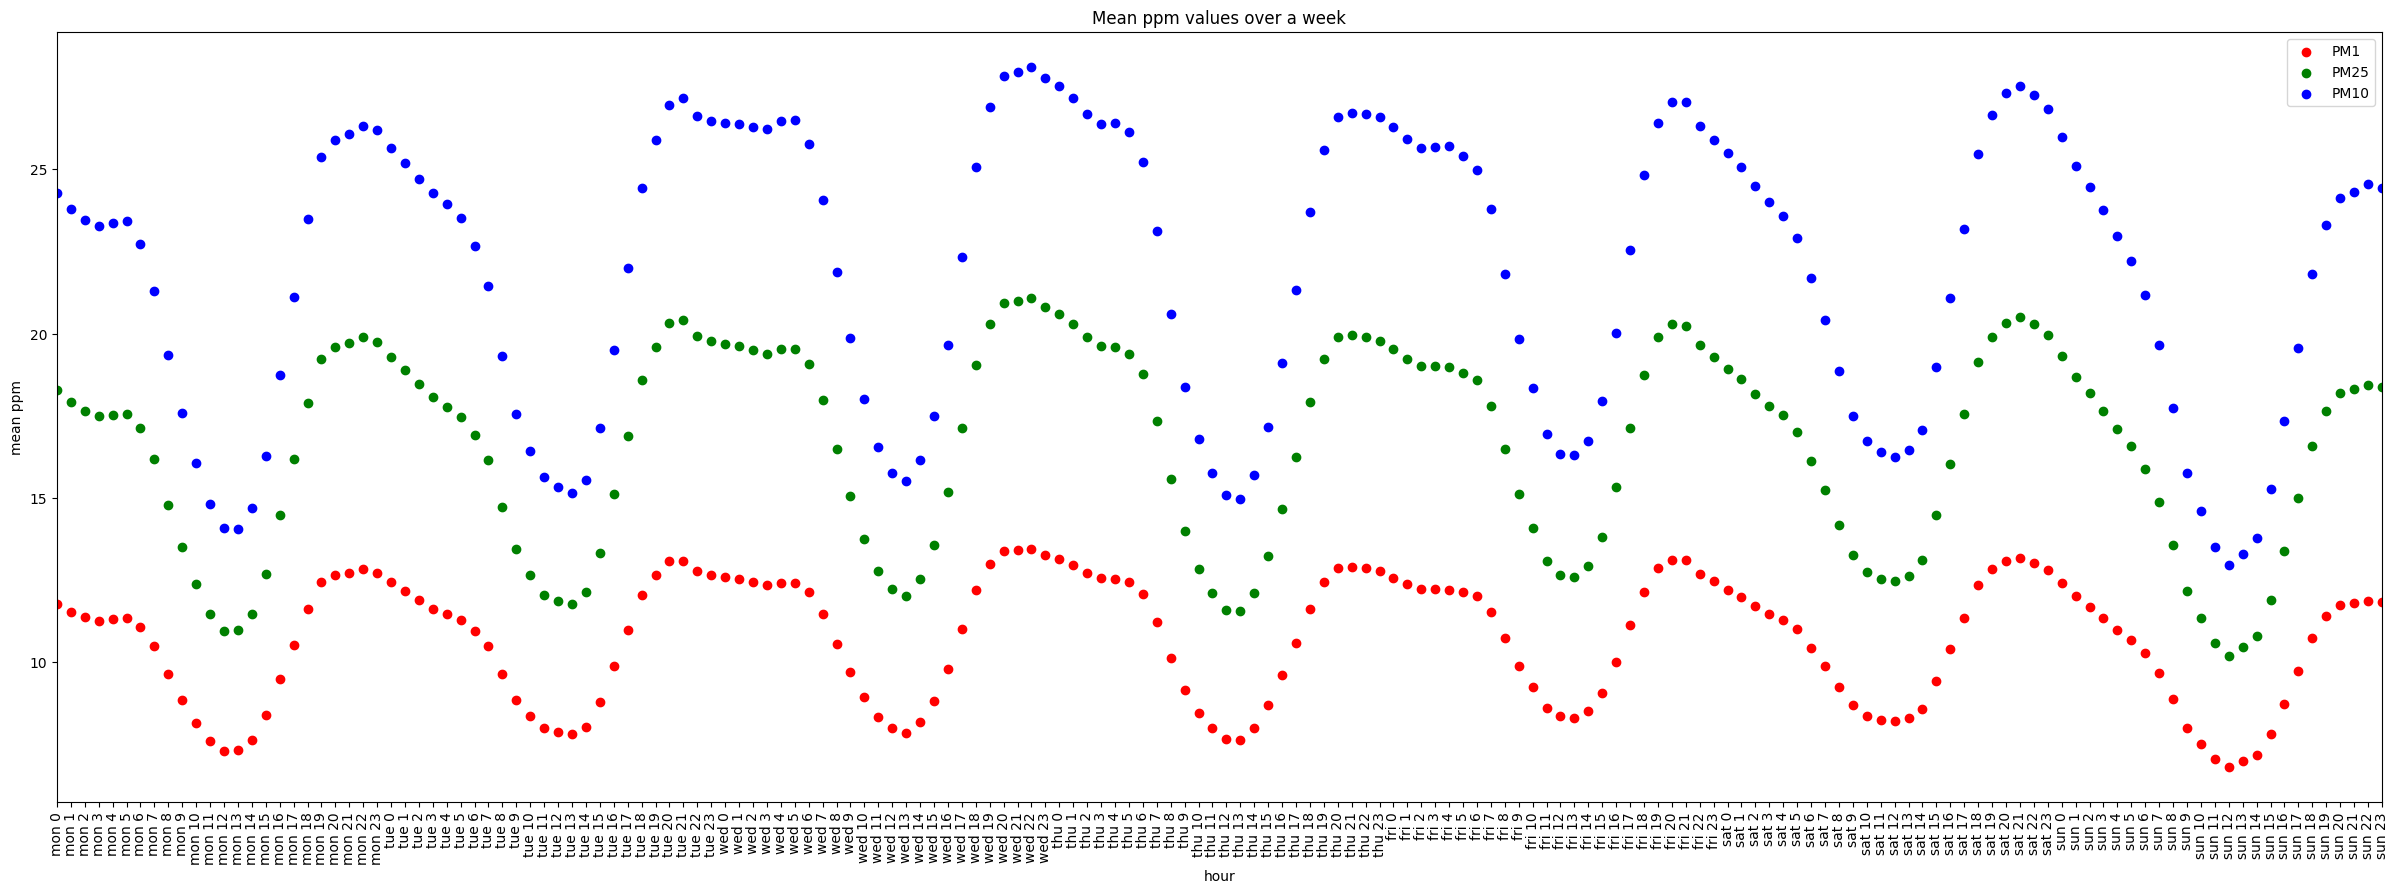 Mean ppm values over a week
PM1
PM25
PM10
25
20
15
10
mean ppm
mon 0
mon 1
mon 2
mon 3
mon 4
mon 5
mon 6
mon 7
mon 8
mon 9
mon 10
mon 11
mon 12
mon 13
mon 14
mon 15
mon 16
mon 17
mon 18
mon 19
mon 20
mon 21
mon 22
mon 23
tue 0
tue 1
tue 2
tue 3
tue 4
tue 5
tue 6
tue 7
tue 8
tue 9
tue 10
tue 11
tue 12
tue 13
tue 14
tue 15
tue 16
tue 17
tue 18
tue 19
tue 20
tue 21
tue 22
tue 23
wed 0
wed 1
wed 2
wed 3
wed 4
wed 5
wed 6
wed 7
wed 8
wed 9
wed 10
wed 11
wed 12
wed 13
wed 14
wed 15
wed 16
wed 17
wed 18
wed 19
wed 20
wed 21
wed 22
wed 23
thu 0
thu 1
thu 2
thu 3
thu 4
thu 5
thu 6
thu 7
thu 8
thu 9
thu 10
thu 11
thu 12
thu 13
thu 14
thu 15
thu 16
thu 17
thu 18
thu 19
thu 20
thu 21
thu 22
thu 23
fri 0
fri 1
fri 2
fri 3
fri 4
fri 5
fri 6
fri 7
fri 8
fri 9
fri 10
fri 11
fri 12
fri 13
fri 14
fri 15
fri 16
fri 17
fri 18
fri 19
fri 20
fri 21
fri 22
fri 23
sat 0
sat 1
sat 2
sat 3
sat 4
sat 5
sat 6
sat 7
sat 8
sat 9
sat 10
sat 11
sat 12
sat 13
sat 14
sat 15
sat 16
sat 17
sat 18
sat 19
sat 20
sat 21
sat 22
sat 23
sun 0
sun 1
sun 2
sun 3
sun 4
sun 5
sun 6
sun 7
sun 8
sun 9
sun 10
sun 11
sun 12
sun 13
sun 14
sun 15
sun 16
sun 17
sun 18
sun 19
sun 20
sun 21
sun 22
sun 23
hour